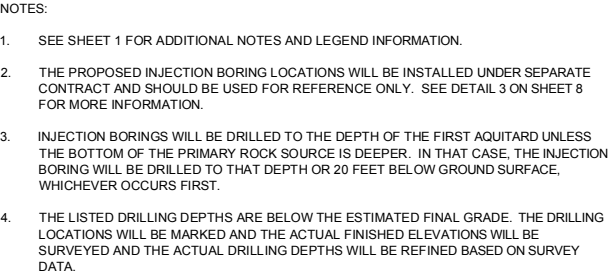 NOTES:
1. SEE SHEET 1 FOR ADDITIONAL NOTES AND LEGEND INFORMATION.
2. THE PROPOSED INJECTION BORING LOCATIONS WILL BE INSTALLED UNDER SEPARATE
CONTRACT AND SHOULD BE USED FOR REFERENCE ONLY. SEE DETAIL 3 ON SHEET 8
FOR MORE INFORMATION.
3. INJECTION BORINGS WILL BE DRILLED TO THE DEPTH OF THE FIRST AQUITARD UNLESS
THE BOTTOM OF THE PRIMARY ROCK SOURCE IS DEEPER. IN THAT CASE, THE INJECTION
BORING WILL BE DRILLED TO THAT DEPTH OR 20 FEET BELOW GROUND SURFACE,
WHICHEVER OCCURS FIRST.
4. THE LISTED DRILLING DEPTHS ARE BELOW THE ESTIMATED FINAL GRADE. THE DRILLING
LOCATIONS WILL BE MARKED AND THE ACTUAL FINISHED ELEVATIONS WILL BE
SURVEYED AND THE ACTUAL DRILLING DEPTHS WILL BE REFINED BASED ON SURVEY
DATA.